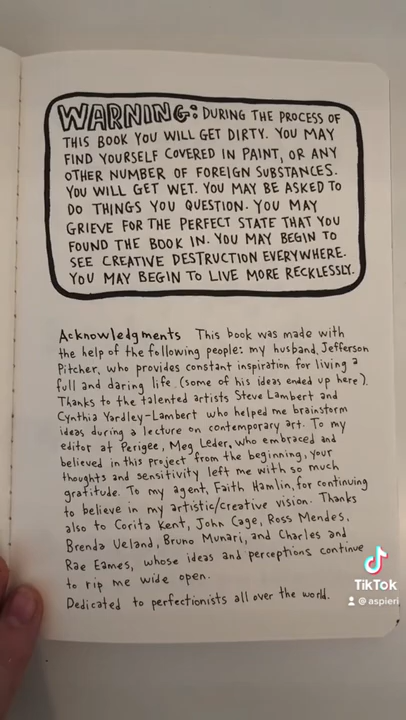 WARNING: DURING THE PROCESS OF
THIS BOOK YOU WILL GET DIRTY. YOU MAY
FIND YOURSELF COVERED IN PAINT, OR ANY
OTHER NUMBER OF FOREIGN SUBSTANCES.
YOU WILL GET WET. YOU MAY BE ASKED TO
DO THINGS YOU QUESTION. YOU MAY
GRIEVE FOR THE PERFECT STATE THAT YOU
FOUND THE BOOK IN. YOU MAY BEGIN TO
SEE CREATIVE DESTRUCTION EVERYWHERE.
YOU MAY BEGIN TO LIVE MORE RECKLESSLY.
Acknowledgments This book was made with
the help of the following people: my husband, Jefferson
Pitcher, who provides constant inspiration for living a
full and daring life. (some of his ideas ended up here).
Thanks to the talented artists Steve Lambert and
Cynthia Yardley-Lambert who helped me brainstorm
ideas during a lecture on contemporary art. To my
editor at Perigee, Meg Leder, who embraced and
believed in this project from the beginning, your
thoughts and sensitivity left me with so much
gratitude. To my agent, Faith Hamlin, for continuing
to believe in my artistic/creative vision. Thanks
also to Corita Kent, John Cage, Ross Mendes,
Brenda Ueland, Bruno Munari, and Charles and
Rae Eames, whose ideas and perceptions continue
to rip me wide open.
Dedicated to perfectionists all over the world.
TikTok
@aspieri